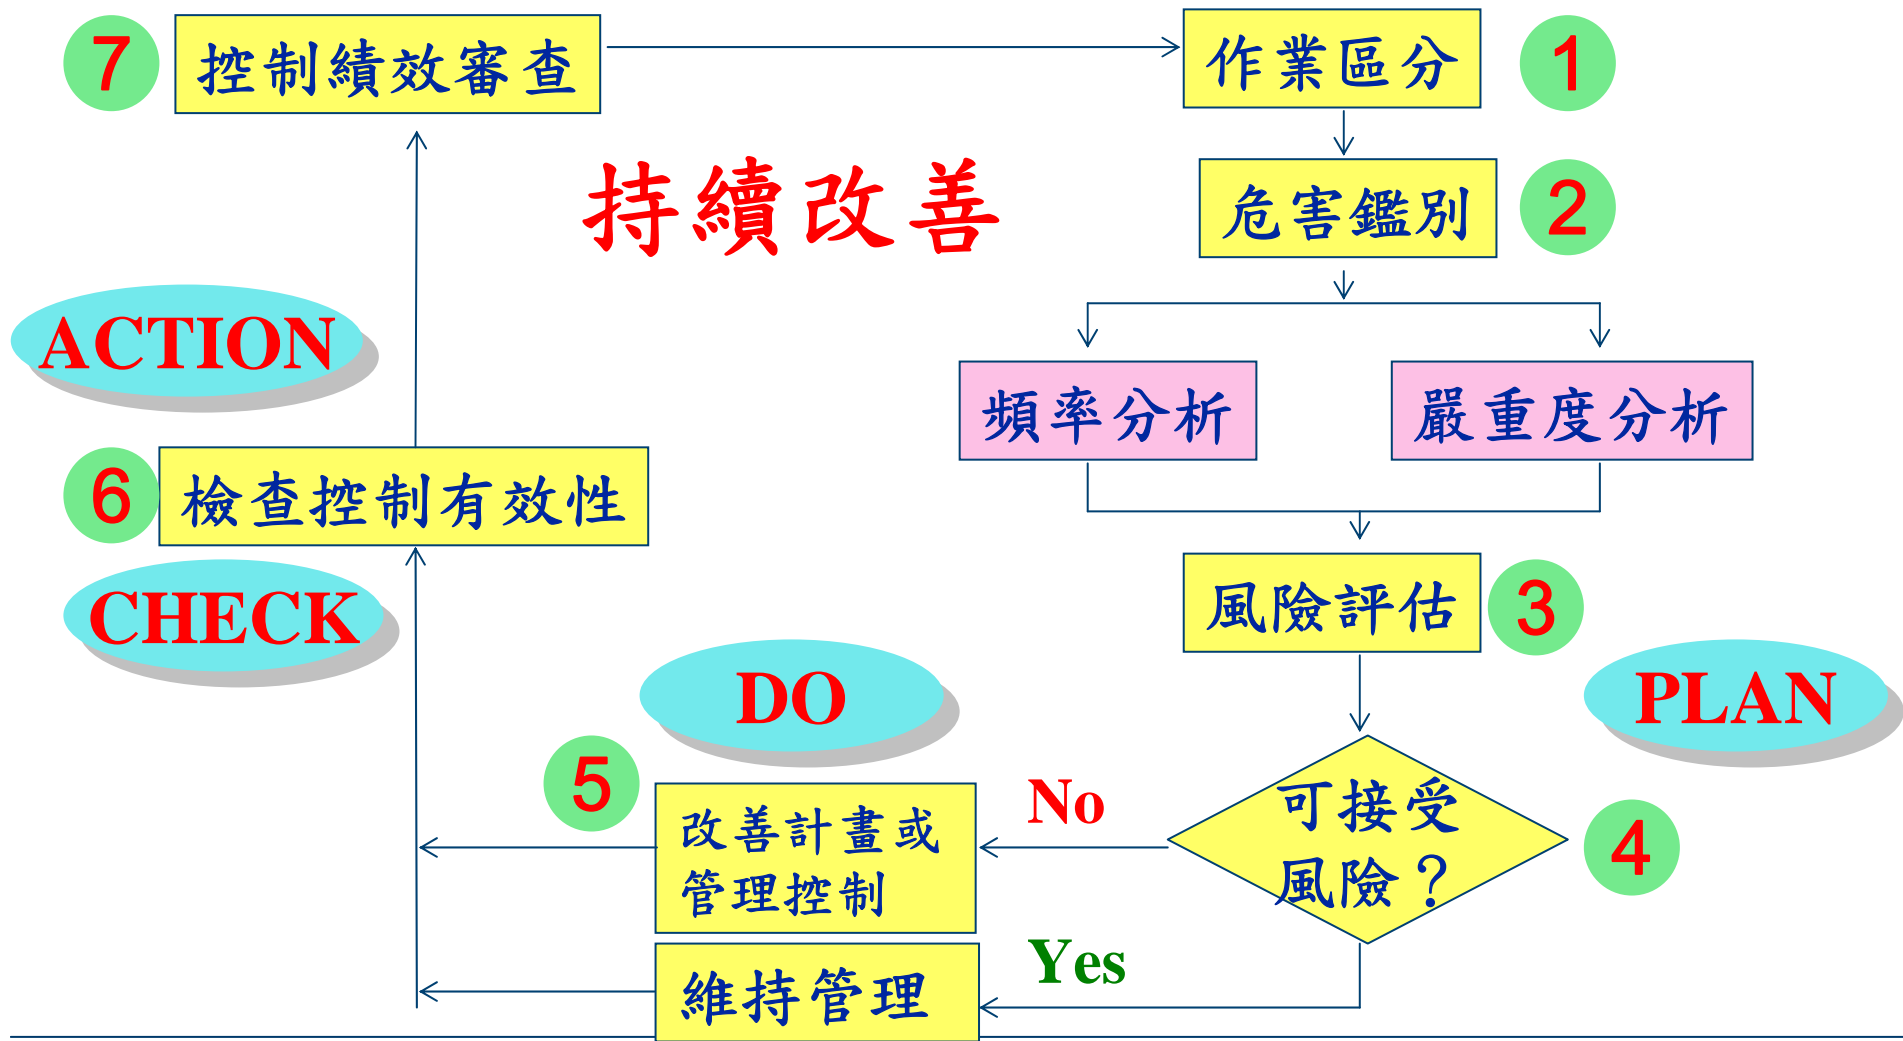 7
控制績效審查
作業區分
1
持續改善
危害鑑別
2
ACTION
頻率分析
嚴重度分析
6
檢查控制有效性
風險評估
3
CHECK
DO
PLAN
5
改善計畫或
管理控制
No
可接受
風險？
4
Yes
維持管理